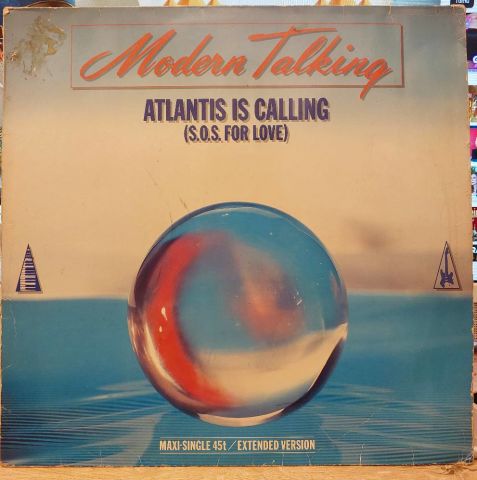 Modern Talking
ATLANTIS IS CALLING
(S.O.S. FOR LOVE)
MAXI-SINGLE 45t / EXTENDED VERSION